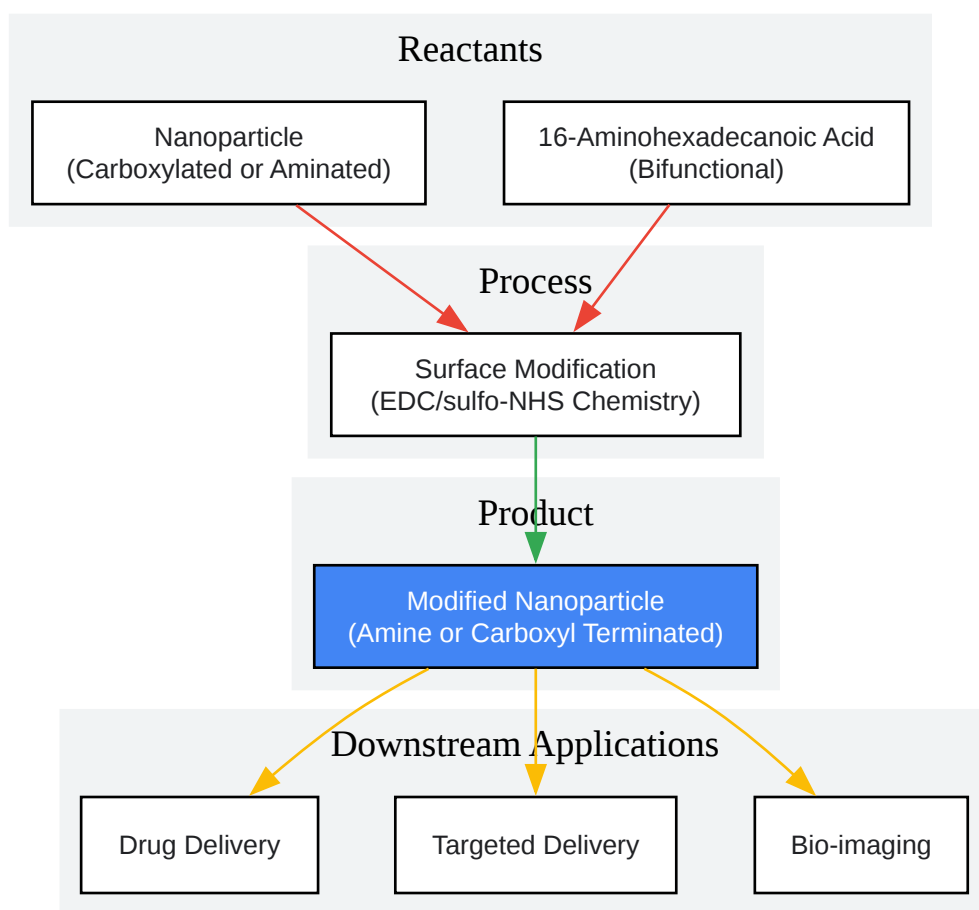 Reactants
Nanoparticle
(Carboxylated or Aminated)
16-Aminohexadecanoic Acid
(Bifunctional)
Process
Surface Modification
(EDC/sulfo-NHS Chemistry)
Product
Modified Nanoparticle
(Amine or Carboxyl Terminated)
Downstream Applications
Drug Delivery
Targeted Delivery
Bio-imaging